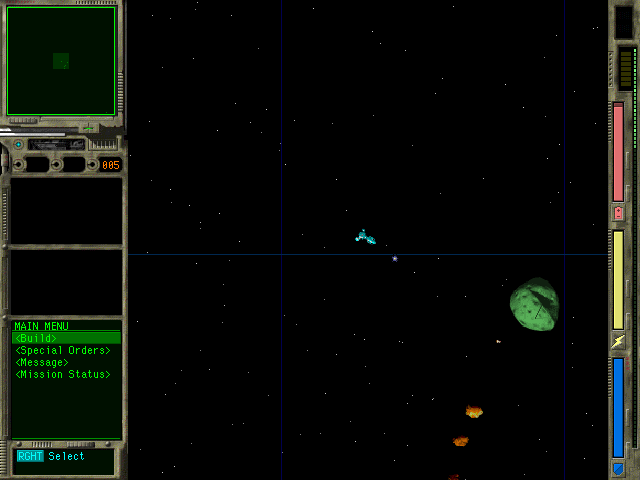 005
MAIN MENU
<Build>
<Special Orders>
<Message>
<Mission Status>
RGHT Select